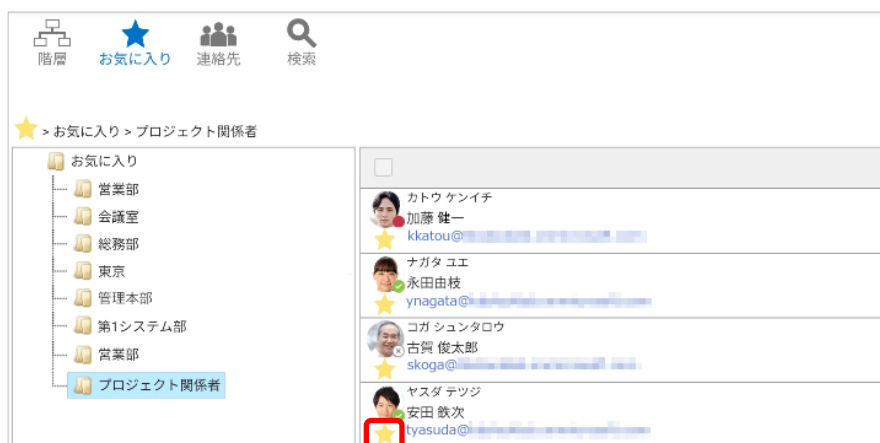 階層 お気に入り 連絡先 検索
> お気に入り > プロジェクト関係者
お気に入り
営業部
会議室
総務部
東京
管理本部
第1システム部
営業部
プロジェクト関係者
カトウ ケンイチ
加藤 健一
kkatou@
ナガタ ユエ
永田由枝
ynagata@
コガ シュンタロウ
古賀 俊太郎
skoga@
ヤスダ テツジ
安田 鉄次
tyasuda@